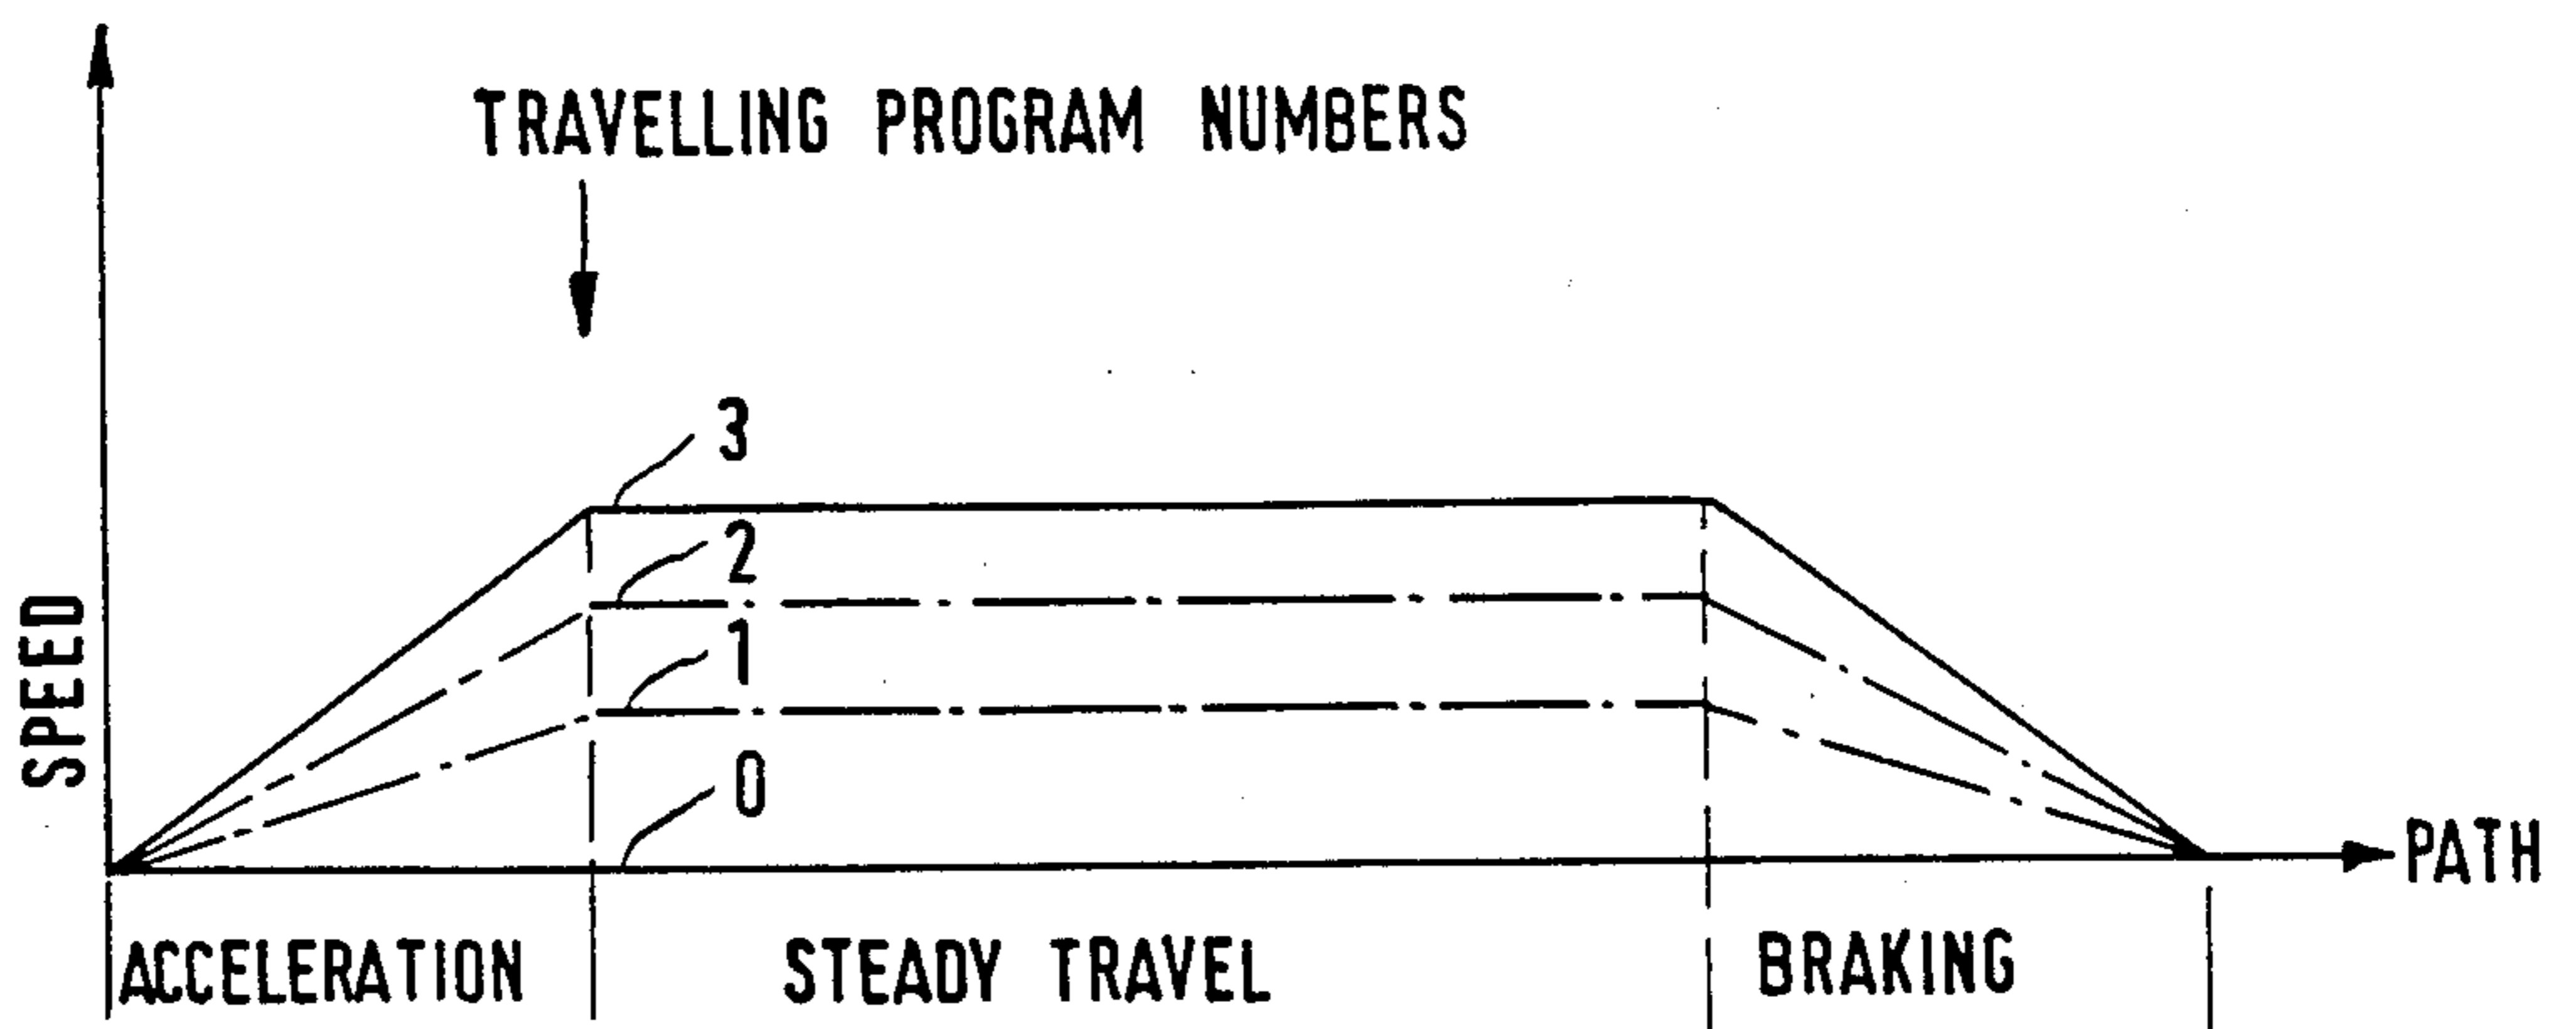 TRAVELLING PROGRAM NUMBERS
3
2
1
0
SPEED
PATH
ACCELERATION
STEADY TRAVEL
BRAKING